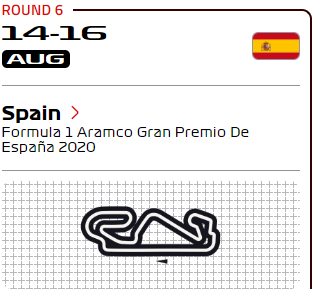 ROUND 6
14-16
AUG
Spain
Formula 1 Aramco Gran Premio De
España 2020